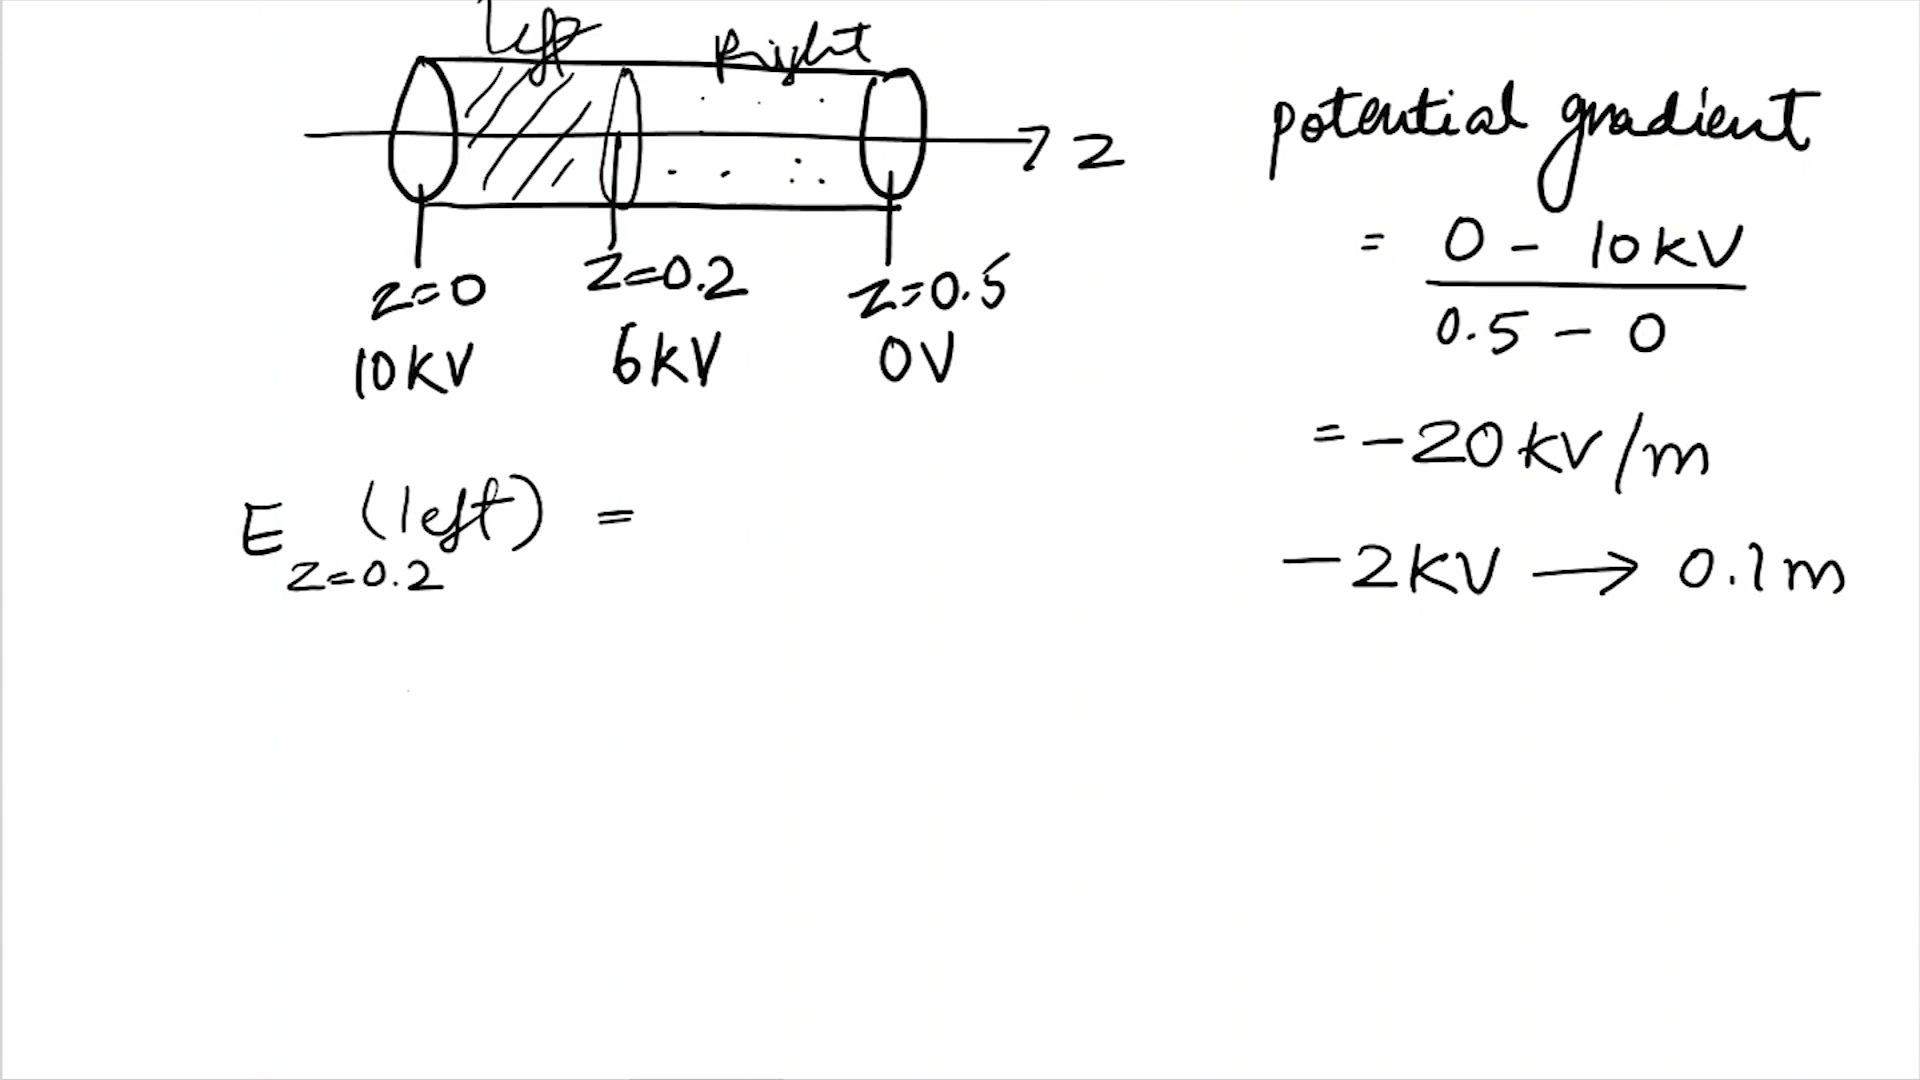 left
Right
z
z=0
z=0.2
z=0.5
10kV
6kV
0V
E z=0.2 (left) =
potential gradient
= 0 - 10kV
0.5 - 0
= -20kV/m
-2kV → 0.1m